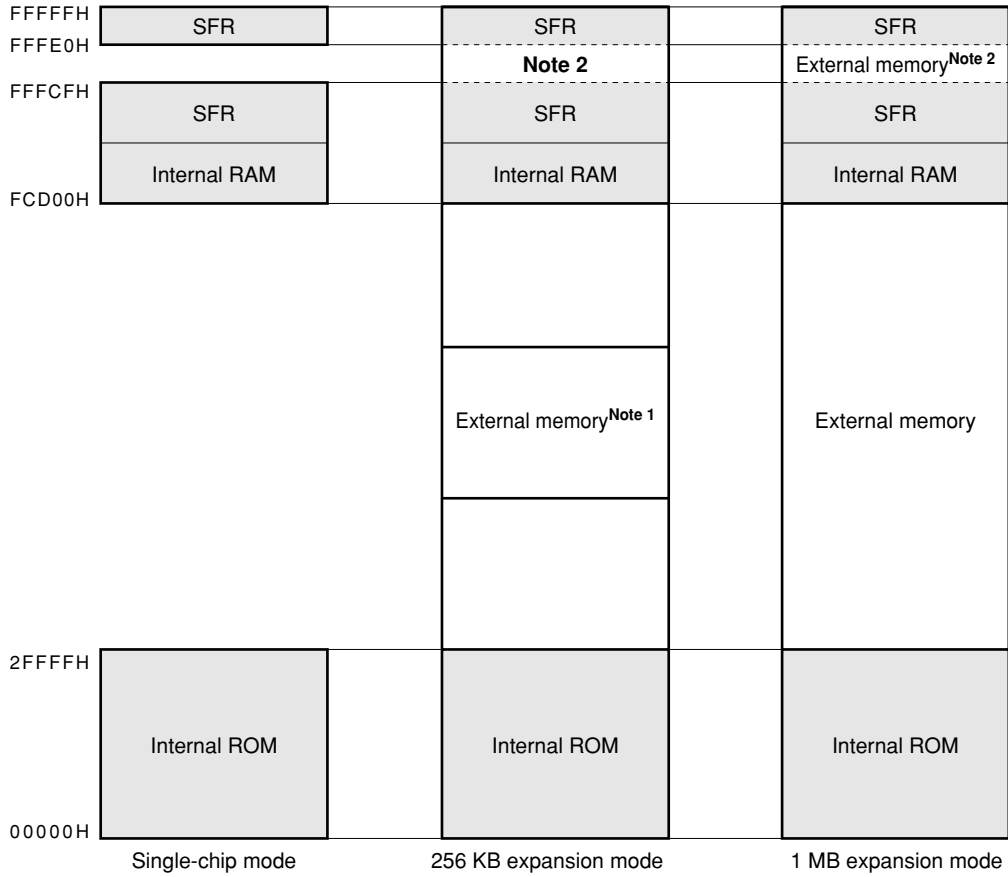 FFFFFH
SFR
SFR
SFR
FFFE0H
Note 2
External memoryNote 2
FFFCFH
SFR
SFR
SFR
Internal RAM
Internal RAM
Internal RAM
FCD00H
External memoryNote 1
External memory
2FFFFH
Internal ROM
Internal ROM
Internal ROM
00000H
Single-chip mode
256 KB expansion mode
1 MB expansion mode